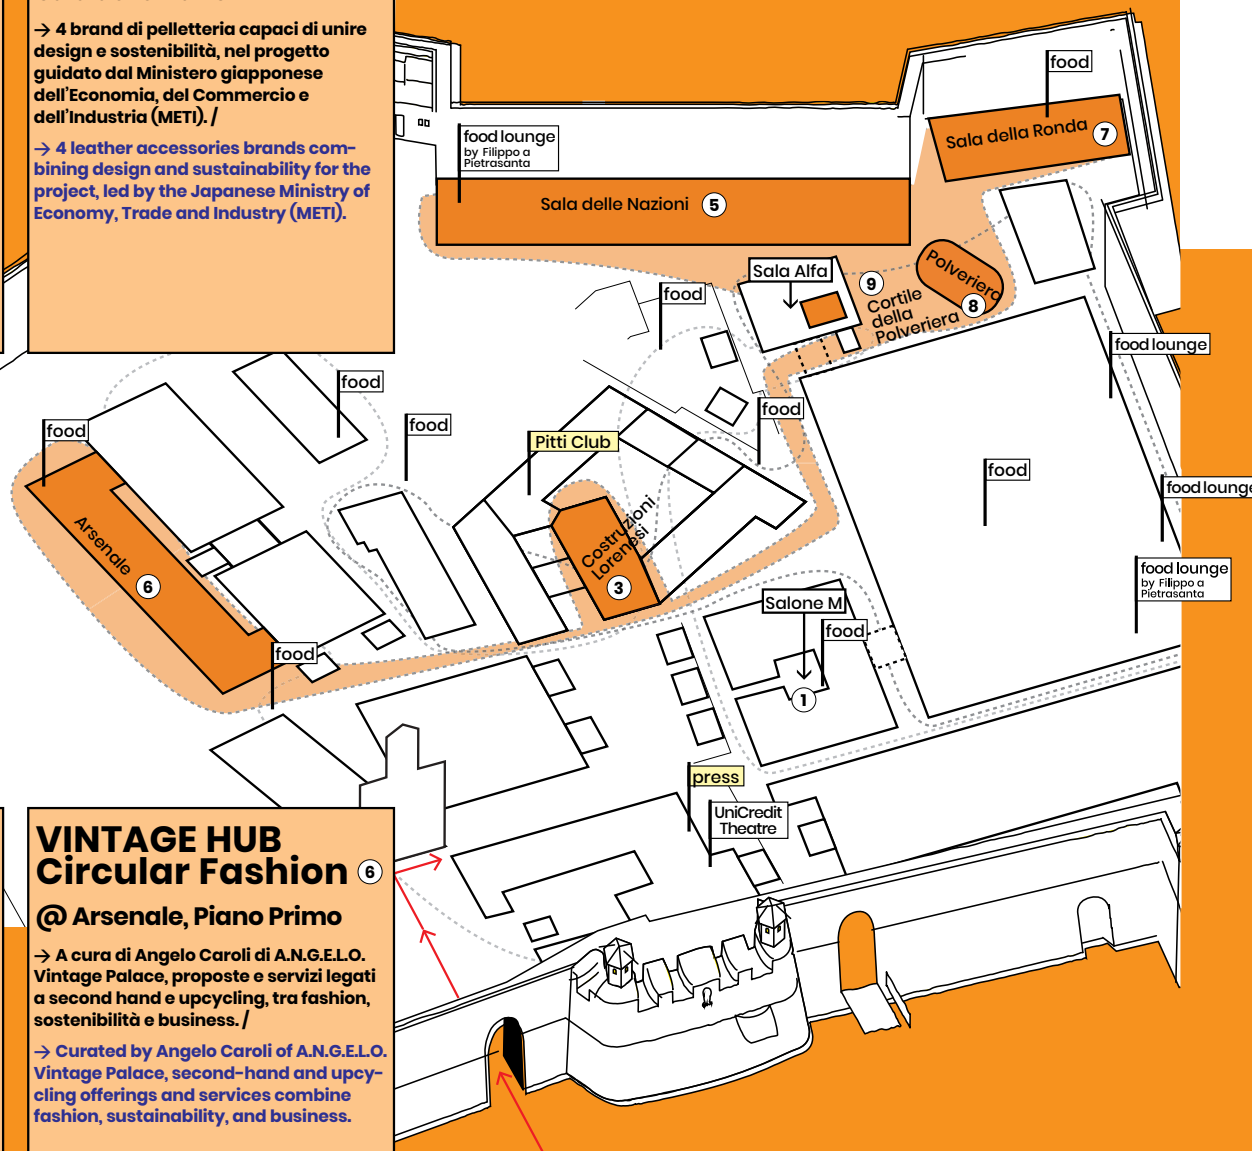 → 4 brand di pelletteria capaci di unire
design e sostenibilità, nel progetto
guidato dal Ministero giapponese
dell’Economia, del Commercio e
dell’Industria (METI). /
→ 4 leather accessories brands com-
bining design and sustainability for the
project, led by the Japanese Ministry of
Economy, Trade and Industry (METI).
food
food lounge
by Filippo a
Pietrasanta
Sala della Ronda 7
Sala delle Nazioni 5
Sala Alfa
Polveriera
8
9
Cortile
della
Polveriera
food
food lounge
food
food
food
food
Pitti Club
food
food lounge
Arsenale
6
Costruzioni
Lorenesi
3
food lounge
by Filippo a
Pietrasanta
Salone M
food
1
food
press
UniCredit
Theatre
VINTAGE HUB
Circular Fashion 6
@ Arsenale, Piano Primo
→ A cura di Angelo Caroli di A.N.G.E.L.O.
Vintage Palace, proposte e servizi legati
a second hand e upcycling, tra fashion,
sostenibilità e business. /
→ Curated by Angelo Caroli of A.N.G.E.L.O.
Vintage Palace, second-hand and upcy-
cling offerings and services combine
fashion, sustainability, and business.